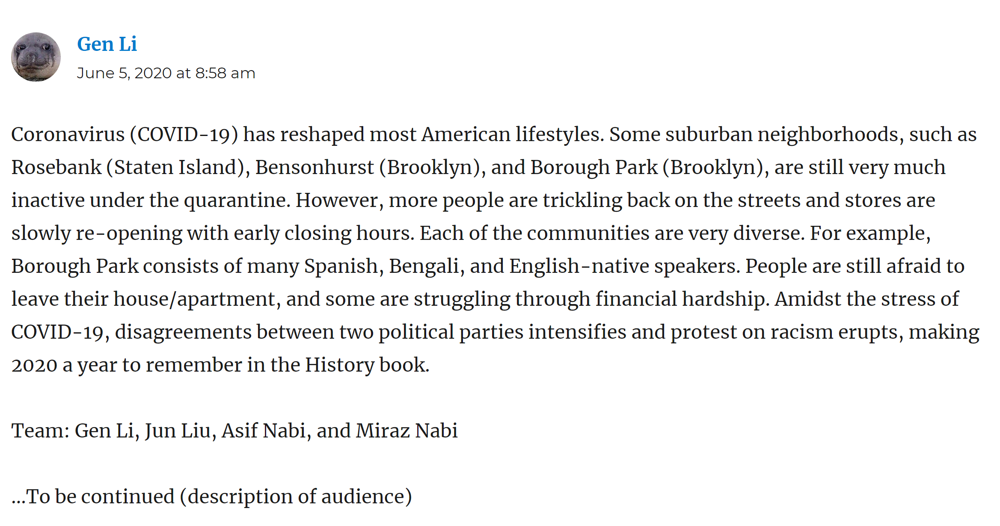 Gen Li
June 5, 2020 at 8:58 am
Coronavirus (COVID-19) has reshaped most American lifestyles. Some suburban neighborhoods, such as
Rosebank (Staten Island), Bensonhurst (Brooklyn), and Borough Park (Brooklyn), are still very much
inactive under the quarantine. However, more people are trickling back on the streets and stores are
slowly re-opening with early closing hours. Each of the communities are very diverse. For example,
Borough Park consists of many Spanish, Bengali, and English-native speakers. People are still afraid to
leave their house/apartment, and some are struggling through financial hardship. Amidst the stress of
COVID-19, disagreements between two political parties intensifies and protest on racism erupts, making
2020 a year to remember in the History book.
Team: Gen Li, Jun Liu, Asif Nabi, and Miraz Nabi
...To be continued (description of audience)